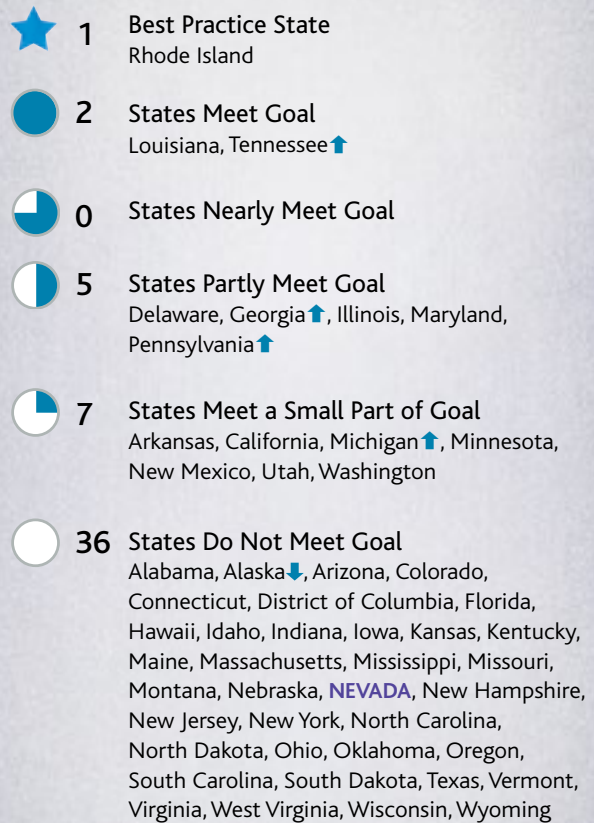 1 Best Practice State
Rhode Island
2 States Meet Goal
Louisiana, Tennessee⬆
0 States Nearly Meet Goal
5 States Partly Meet Goal
Delaware, Georgia⬆, Illinois, Maryland,
Pennsylvania⬆
7 States Meet a Small Part of Goal
Arkansas, California, Michigan⬆, Minnesota,
New Mexico, Utah, Washington
36 States Do Not Meet Goal
Alabama, Alaska⬇, Arizona, Colorado,
Connecticut, District of Columbia, Florida,
Hawaii, Idaho, Indiana, Iowa, Kansas, Kentucky,
Maine, Massachusetts, Mississippi, Missouri,
Montana, Nebraska, NEVADA, New Hampshire,
New Jersey, New York, North Carolina,
North Dakota, Ohio, Oklahoma, Oregon,
South Carolina, South Dakota, Texas, Vermont,
Virginia, West Virginia, Wisconsin, Wyoming